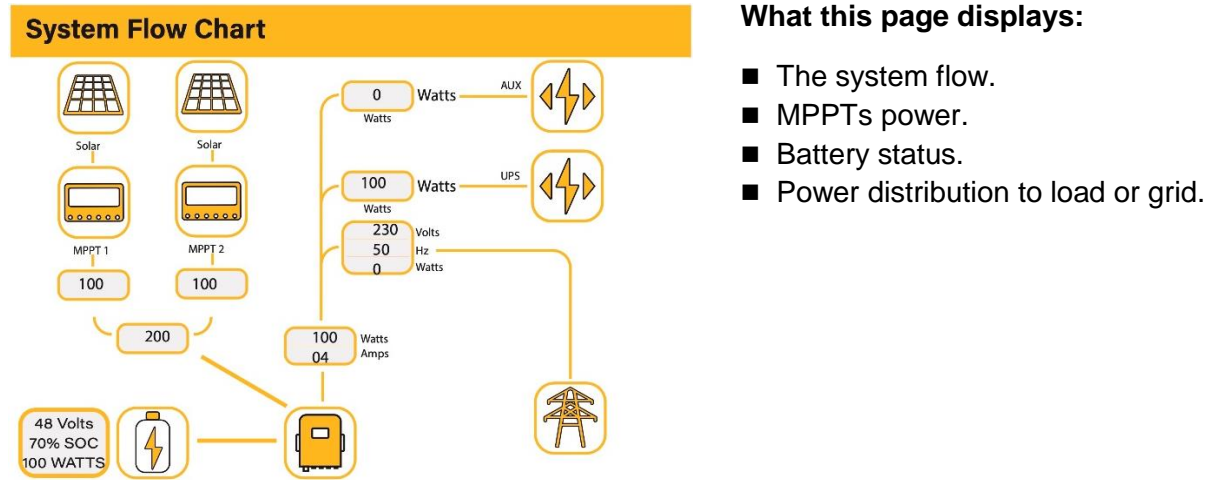 System Flow Chart
Solar
Solar
MPPT 1
MPPT 2
100
100
200
0
Watts
Watts
AUX
100
Watts
Watts
UPS
230 Volts
50 Hz
0 Watts
100 Watts
04 Amps
48 Volts
70% SOC
100 WATTS
What this page displays:
■ The system flow.
■ MPPTs power.
■ Battery status.
■ Power distribution to load or grid.